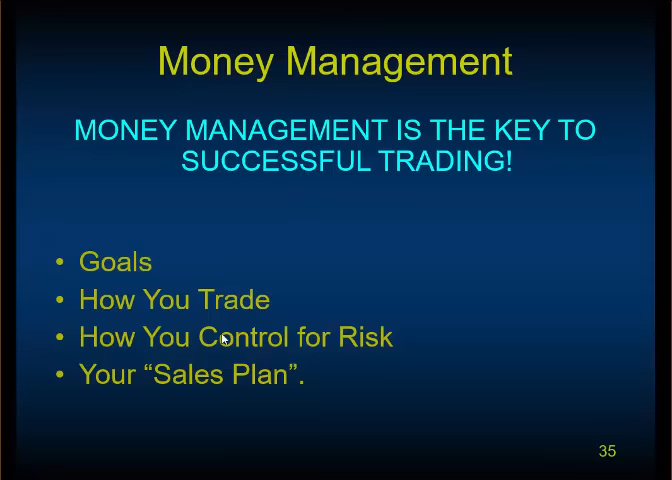 Money Management
MONEY MANAGEMENT IS THE KEY TO
SUCCESSFUL TRADING!
• Goals
• How You Trade
• How You Control for Risk
• Your “Sales Plan”.
35